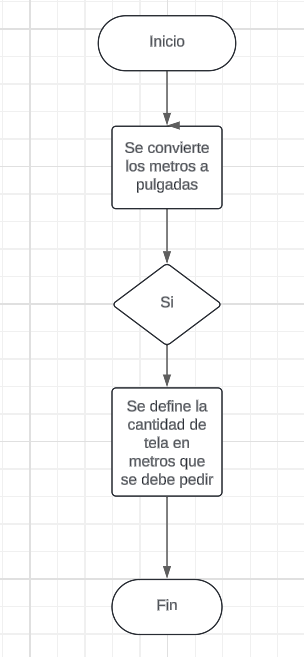 Inicio
Se convierte
los metros a
pulgadas
Si
Se define la
cantidad de
tela en
metros que
se debe pedir
Fin